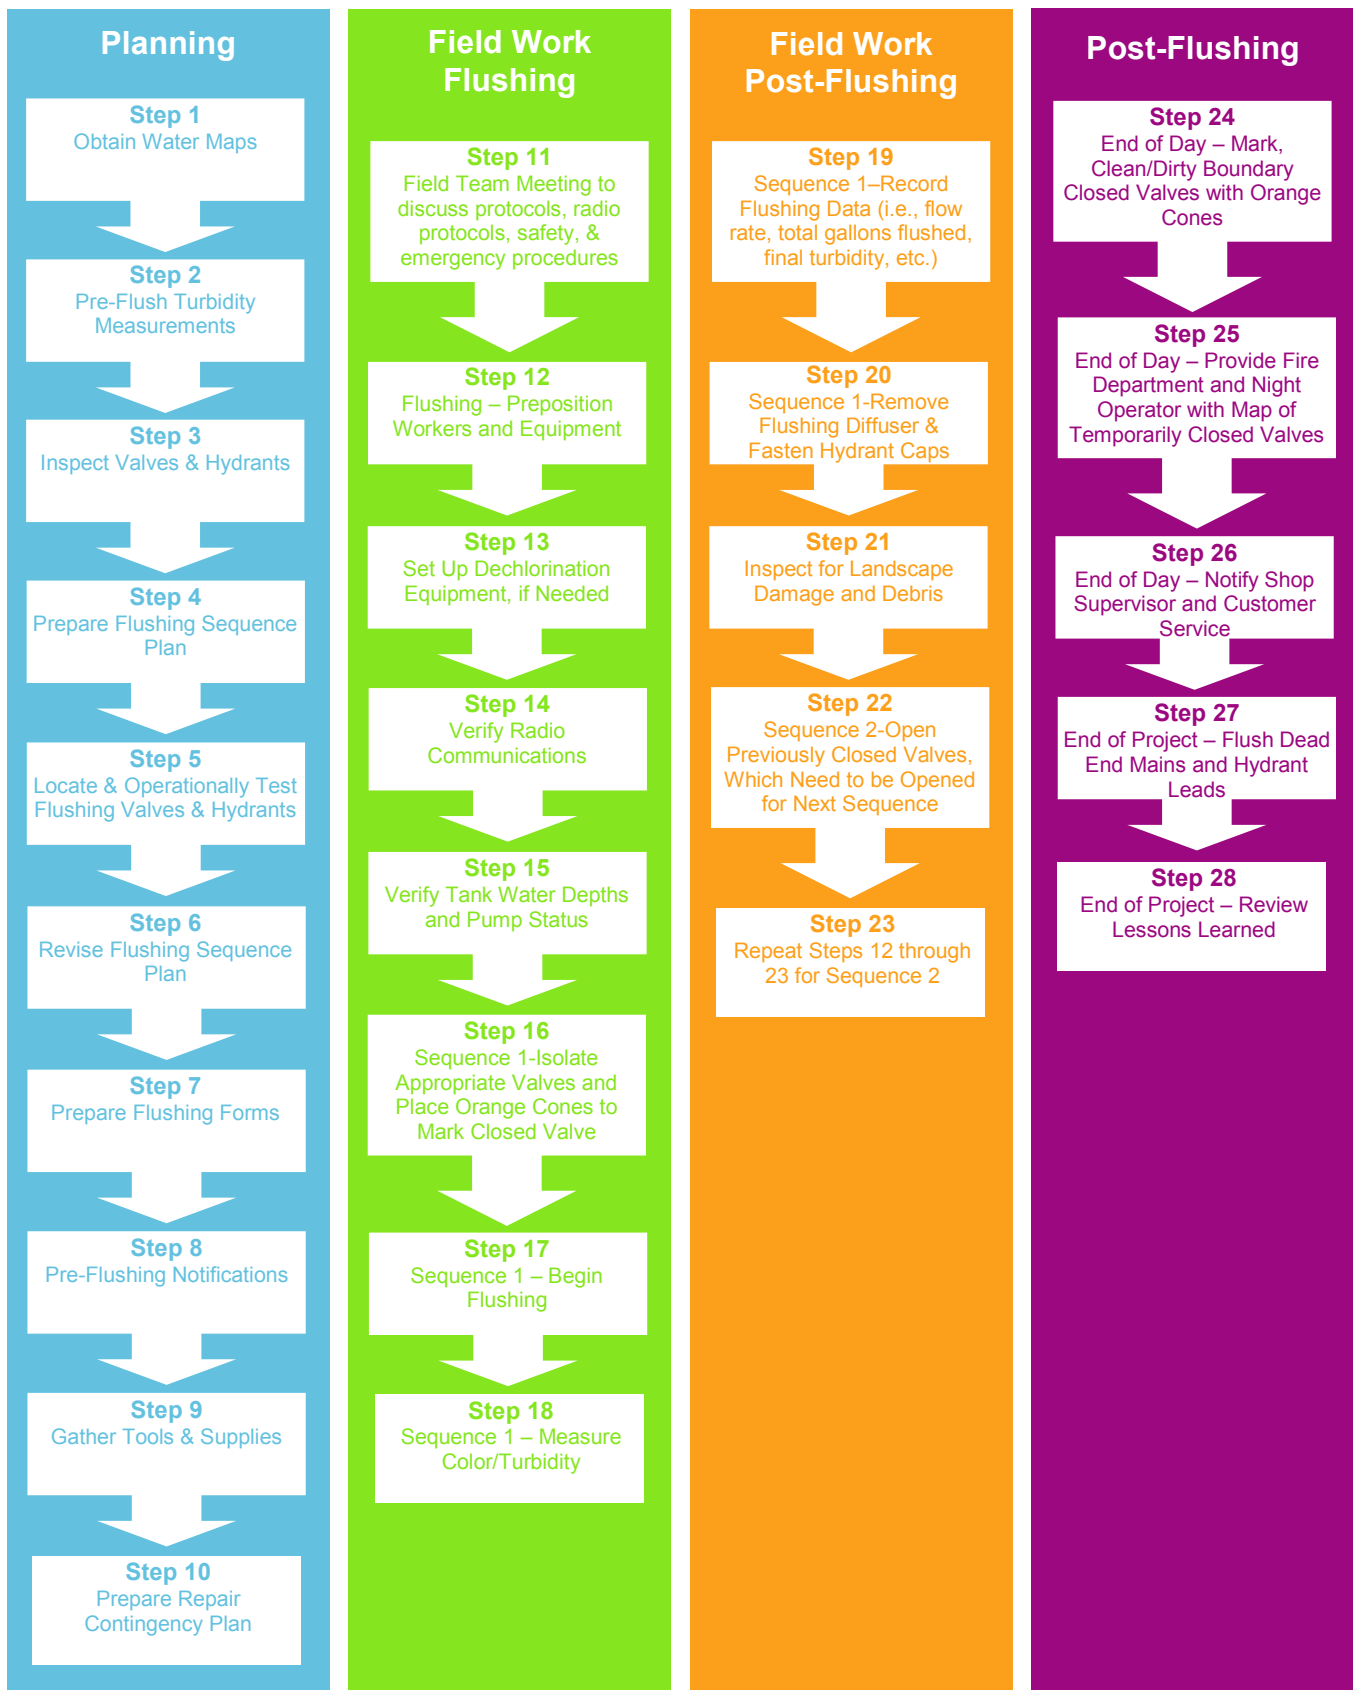 Planning
Step 1
Obtain Water Maps
Step 2
Pre-Flush Turbidity
Measurements
Step 3
Inspect Valves & Hydrants
Step 4
Prepare Flushing Sequence
Plan
Step 5
Locate & Operationally Test
Flushing Valves & Hydrants
Step 6
Revise Flushing Sequence
Plan
Step 7
Prepare Flushing Forms
Step 8
Pre-Flushing Notifications
Step 9
Gather Tools & Supplies
Step 10
Prepare Repair
Contingency Plan
Field Work
Flushing
Step 11
Field Team Meeting to
discuss protocols, radio
protocols, safety, &
emergency procedures
Step 12
Flushing – Preposition
Workers and Equipment
Step 13
Set Up Dechlorination
Equipment, if Needed
Step 14
Verify Radio
Communications
Step 15
Verify Tank Water Depths
and Pump Status
Step 16
Sequence 1-Isolate
Appropriate Valves and
Place Orange Cones to
Mark Closed Valve
Step 17
Sequence 1 – Begin
Flushing
Step 18
Sequence 1 – Measure
Color/Turbidity
Field Work
Post-Flushing
Step 19
Sequence 1–Record
Flushing Data (i.e., flow
rate, total gallons flushed,
final turbidity, etc.)
Step 20
Sequence 1-Remove
Flushing Diffuser &
Fasten Hydrant Caps
Step 21
Inspect for Landscape
Damage and Debris
Step 22
Sequence 2-Open
Previously Closed Valves,
Which Need to be Opened
for Next Sequence
Step 23
Repeat Steps 12 through
23 for Sequence 2
Post-Flushing
Step 24
End of Day – Mark,
Clean/Dirty Boundary
Closed Valves with Orange
Cones
Step 25
End of Day – Provide Fire
Department and Night
Operator with Map of
Temporarily Closed Valves
Step 26
End of Day – Notify Shop
Supervisor and Customer
Service
Step 27
End of Project – Flush Dead
End Mains and Hydrant
Leads
Step 28
End of Project – Review
Lessons Learned